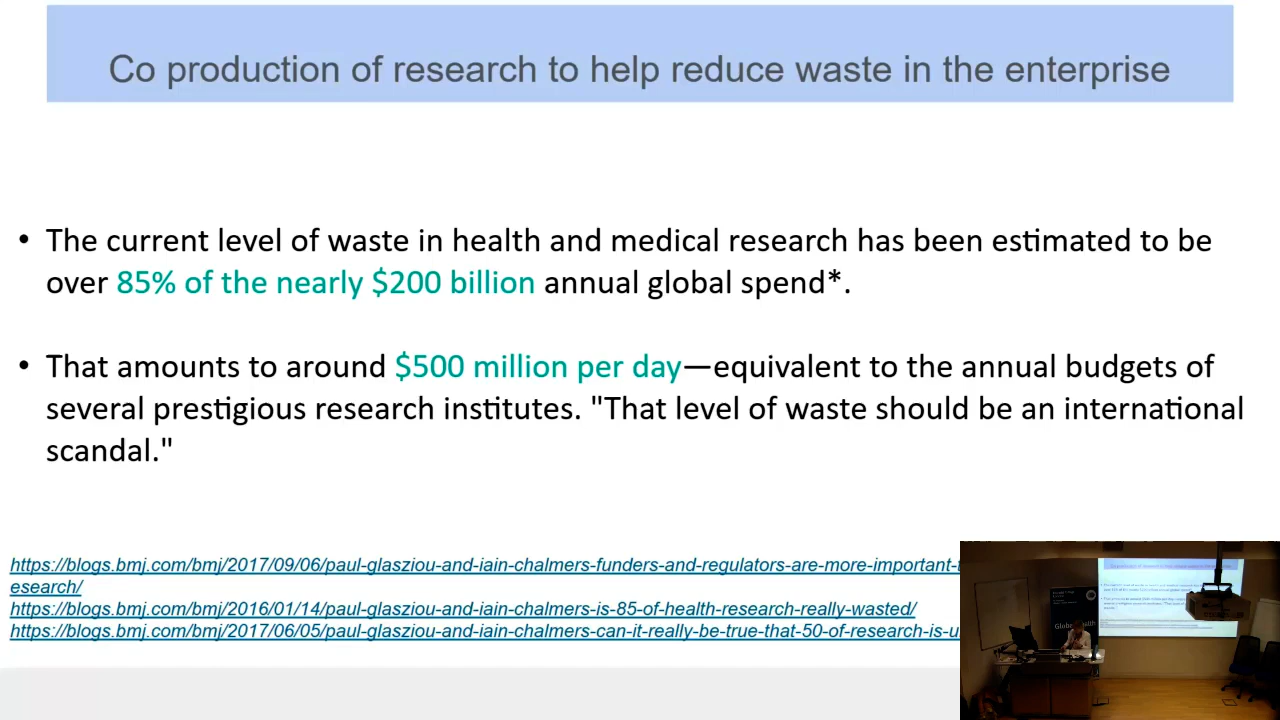 Co production of research to help reduce waste in the enterprise
• The current level of waste in health and medical research has been estimated to be
over 85% of the nearly $200 billion annual global spend*.
• That amounts to around $500 million per day—equivalent to the annual budgets of
several prestigious research institutes. "That level of waste should be an international
scandal."
https://blogs.bmj.com/bmj/2017/09/06/paul-glasziou-and-iain-chalmers-funders-and-regulators-are-more-important-
esearch/
https://blogs.bmj.com/bmj/2016/01/14/paul-glasziou-and-iain-chalmers-is-85-of-health-research-really-wasted/
https://blogs.bmj.com/bmj/2017/06/05/paul-glasziou-and-iain-chalmers-can-it-really-be-true-that-50-of-research-is-u